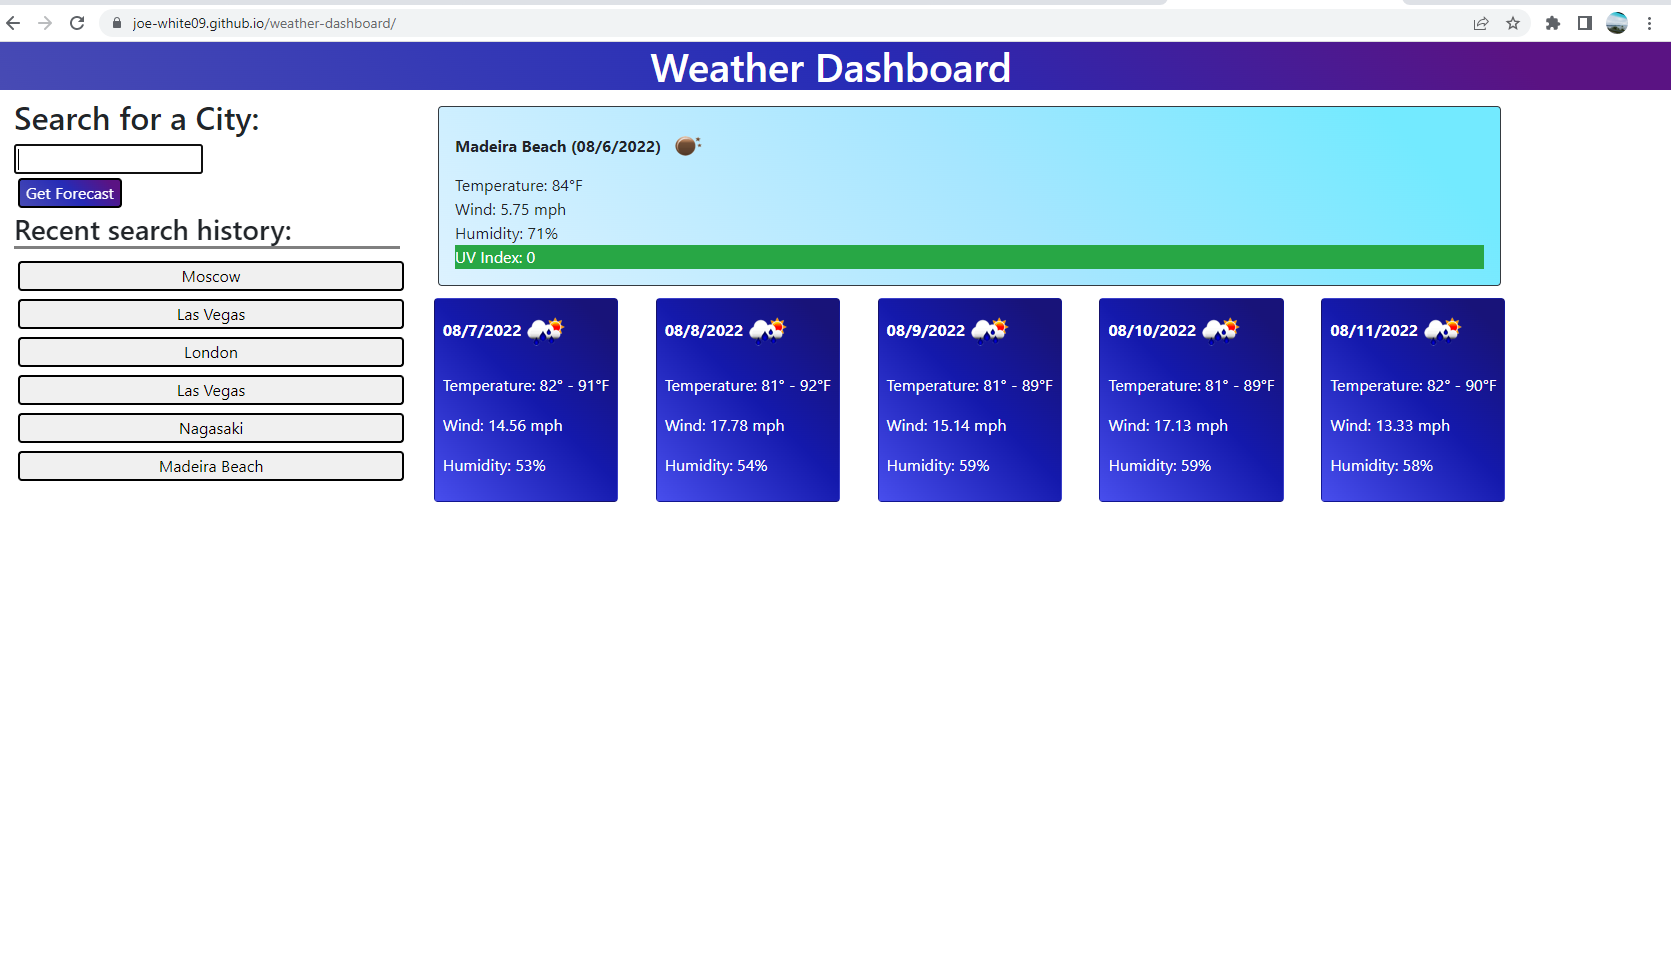 joe-white09.github.io/weather-dashboard/
Weather Dashboard
Search for a City:
Get Forecast
Recent search history:
Moscow
Las Vegas
London
Las Vegas
Nagasaki
Madeira Beach
Madeira Beach (08/6/2022)
Temperature: 84°F
Wind: 5.75 mph
Humidity: 71%
UV Index: 0
08/7/2022
Temperature: 82° - 91°F
Wind: 14.56 mph
Humidity: 53%
08/8/2022
Temperature: 81° - 92°F
Wind: 17.78 mph
Humidity: 54%
08/9/2022
Temperature: 81° - 89°F
Wind: 15.14 mph
Humidity: 59%
08/10/2022
Temperature: 81° - 89°F
Wind: 17.13 mph
Humidity: 59%
08/11/2022
Temperature: 82° - 90°F
Wind: 13.33 mph
Humidity: 58%